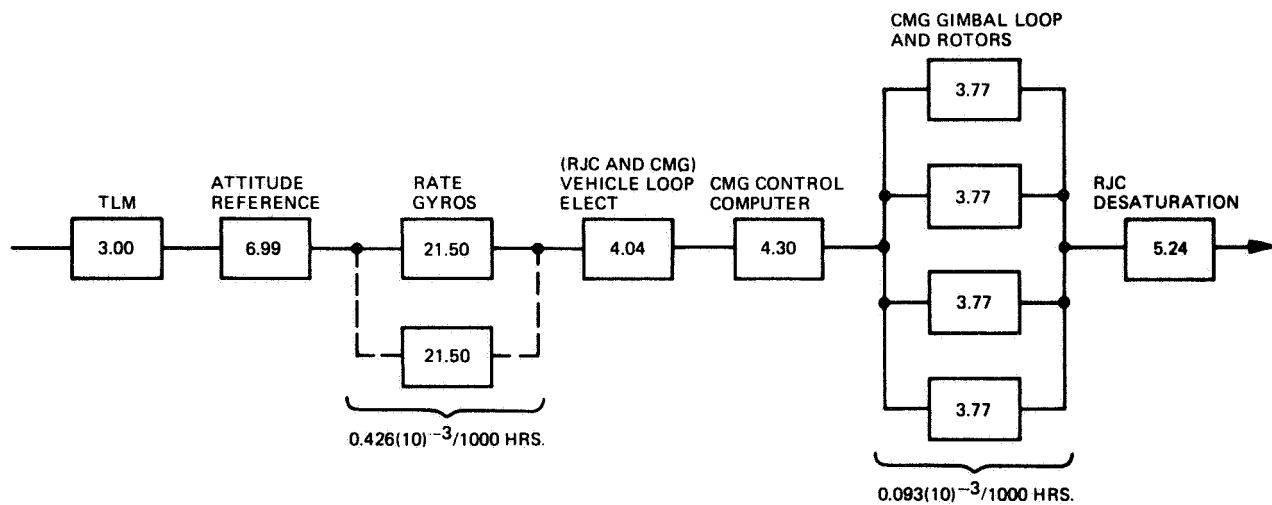 CMG GIMBAL LOOP
AND ROTORS
3.77
3.77
3.77
3.77
TLM
3.00
ATTITUDE
REFERENCE
6.99
RATE
GYROS
21.50
21.50
0.426(10)⁻³/1000 HRS.
(RJC AND CMG)
VEHICLE LOOP
ELECT
4.04
CMG CONTROL
COMPUTER
4.30
0.093(10)⁻³/1000 HRS.
RJC
DESATURATION
5.24